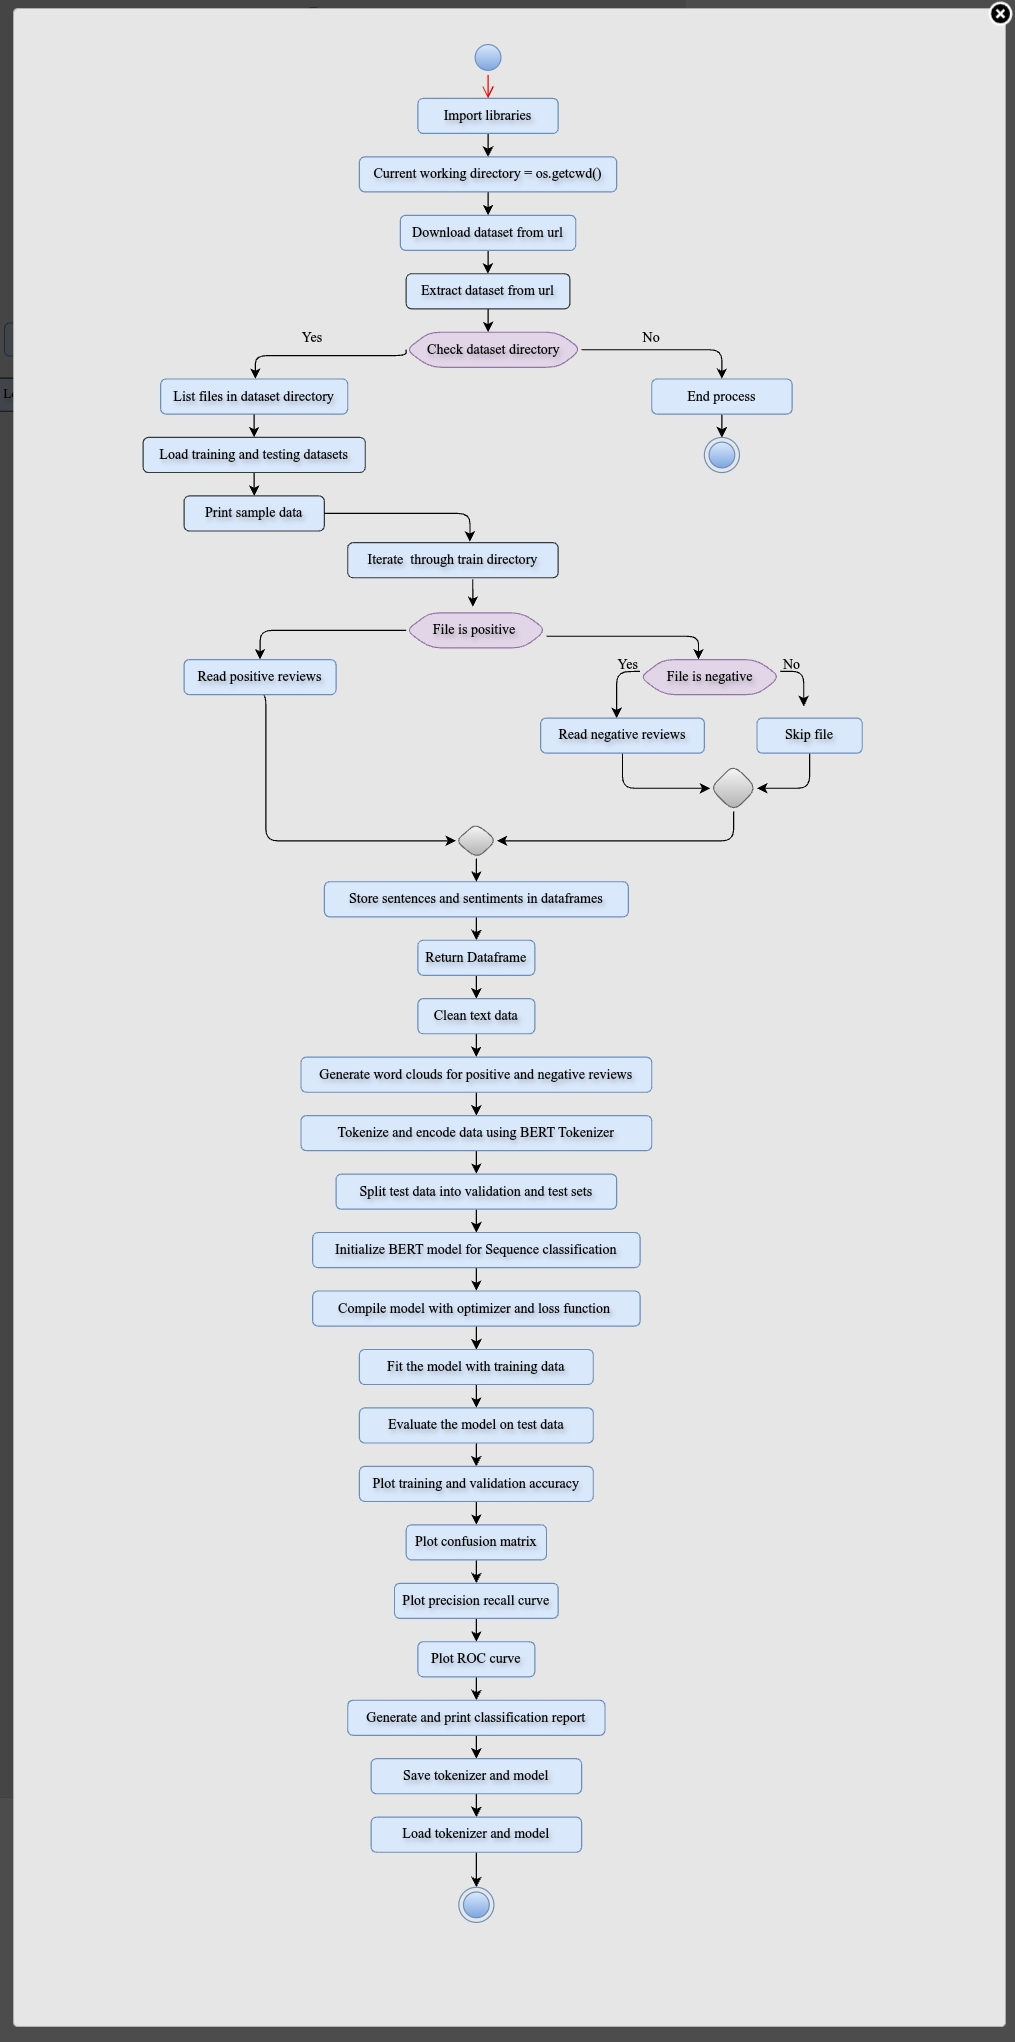 Import libraries
Current working directory = os.getcwd()
Download dataset from url
Extract dataset from url
Yes
Check dataset directory
No
List files in dataset directory
End process
Load training and testing datasets
Print sample data
Iterate through train directory
File is positive
Read positive reviews
Yes
File is negative
No
Read negative reviews
Skip file
Store sentences and sentiments in dataframes
Return Dataframe
Clean text data
Generate word clouds for positive and negative reviews
Tokenize and encode data using BERT Tokenizer
Split test data into validation and test sets
Initialize BERT model for Sequence classification
Compile model with optimizer and loss function
Fit the model with training data
Evaluate the model on test data
Plot training and validation accuracy
Plot confusion matrix
Plot precision recall curve
Plot ROC curve
Generate and print classification report
Save tokenizer and model
Load tokenizer and model